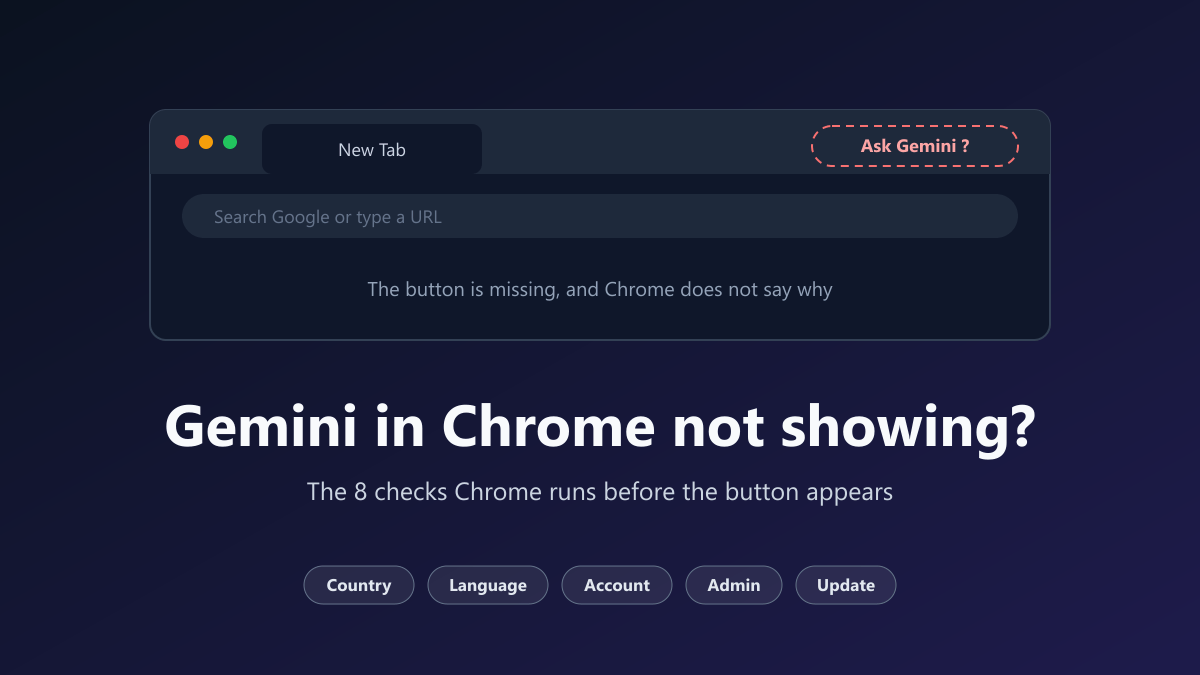 New Tab
Ask Gemini ?
Search Google or type a URL
The button is missing, and Chrome does not say why
Gemini in Chrome not showing?
The 8 checks Chrome runs before the button appears
Country
Language
Account
Admin
Update